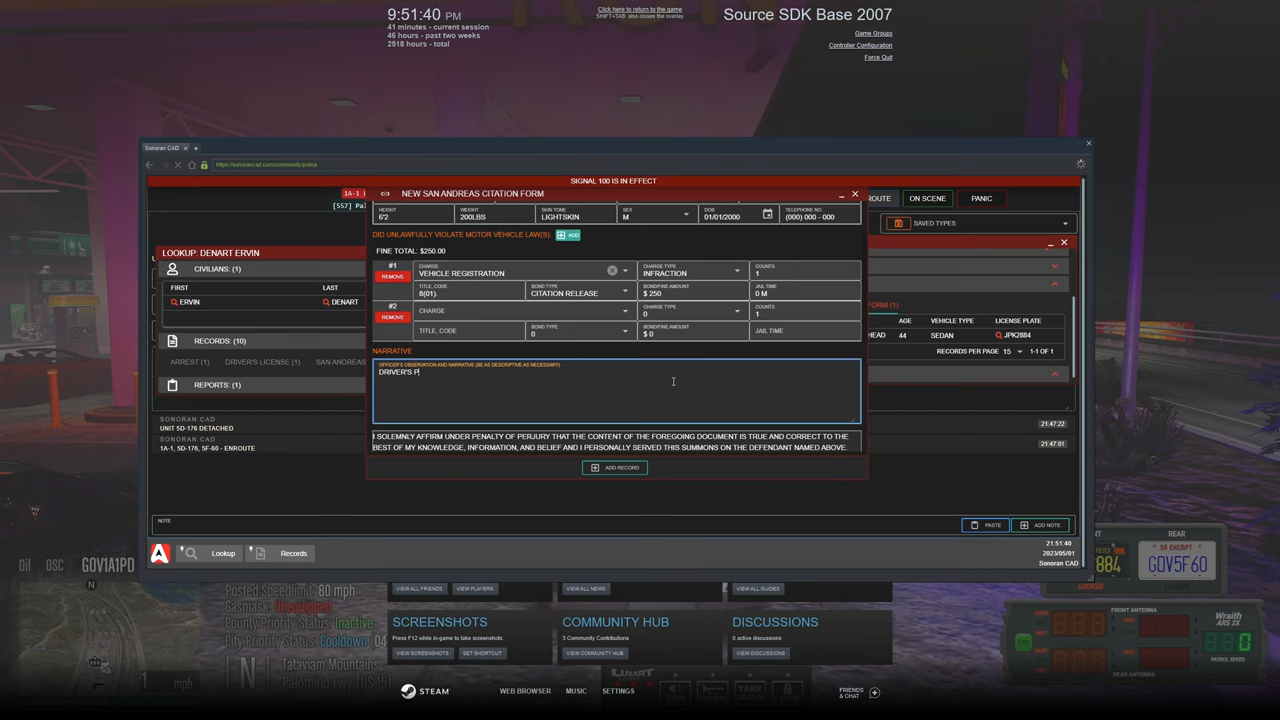 9:51:40 PM
41 minutes - current session
46 hours - past two weeks
2518 hours - total
Click here to return to the game
SHIFT+TAB also closes the overlay
Source SDK Base 2007
Game Groups
Controller Configuration
Force Quit
Sonoran CAD
https://sonorancad.com/community/police
SIGNAL 100 IS IN EFFECT
1A-1
[557]
NEW SAN ANDREAS CITATION FORM
ROUTE
ON SCENE
PANIC
SAVED TYPES
HEIGHT
6'2
WEIGHT
200LBS
SKIN TONE
LIGHTSKIN
SEX
M
DOB
01/01/2000
TELEPHONE NO.
(000) 000 - 000
DID UNLAWFULLY VIOLATE MOTOR VEHICLE LAW(S)
ADD
FINE TOTAL: $250.00
#1
REMOVE
CHARGE
VEHICLE REGISTRATION
CHARGE TYPE
INFRACTION
COUNTS
1
TITLE, CODE
8(01).
BOND TYPE
CITATION RELEASE
BOND/FINE AMOUNT
$ 250
JAIL TIME
0 M
#2
REMOVE
CHARGE
CHARGE TYPE
0
COUNTS
1
TITLE, CODE
BOND TYPE
0
BOND/FINE AMOUNT
$ 0
JAIL TIME
NARRATIVE
OFFICER'S OBSERVATION AND NARRATIVE (BE AS DESCRIPTIVE AS NECESSARY)
DRIVER'S P
I SOLEMNLY AFFIRM UNDER PENALTY OF PERJURY THAT THE CONTENT OF THE FOREGOING DOCUMENT IS TRUE AND CORRECT TO THE
BEST OF MY KNOWLEDGE, INFORMATION, AND BELIEF AND I PERSONALLY SERVED THIS SUMMONS ON THE DEFENDANT NAMED ABOVE.
ADD RECORD
LOOKUP: DENART ERVIN
CIVILIANS: (1)
FIRST
LAST
ERVIN
DENART
RECORDS: (10)
ARREST (1)
DRIVER'S LICENSE (1)
SAN ANDREAS
REPORTS: (1)
FORM (1)
AGE
VEHICLE TYPE
LICENSE PLATE
HEAD
44
SEDAN
JPK2884
RECORDS PER PAGE
15
1-1 OF 1
SONORAN CAD
UNIT 5D-176 DETACHED
21:47:22
SONORAN CAD
1A-1, 5D-176, 5F-60 - ENROUTE
21:47:01
NOTE
PASTE
ADD NOTE
Lookup
Records
21:51:40
2023/05/01
Sonoran CAD
Oil
DSC
GOV1A1PD
N
Posted Speedlimit: 80 mph
Gasmask: Unequipped
County Priority Status: Inactive
City Priority Status: Cooldown
N
Tataviam Mountains
Palomino Fwy [US15]
1 mph
VIEW ALL FRIENDS
VIEW PLAYERS
VIEW ALL NEWS
VIEW ALL GUIDES
SCREENSHOTS
Press F12 while in-game to take screenshots.
VIEW SCREENSHOTS
SET SHORTCUT
COMMUNITY HUB
3 Community Contributions
VIEW COMMUNITY HUB
DISCUSSIONS
0 active discussions
VIEW DISCUSSIONS
STEAM
WEB BROWSER
MUSIC
SETTINGS
FRIENDS
& CHAT
REAR
884
SA EXEMPT
GOV5F60
LOCKED
FRONT ANTENNA
Wraith
ARS 2X
PATROL SPEED
REAR ANTENNA